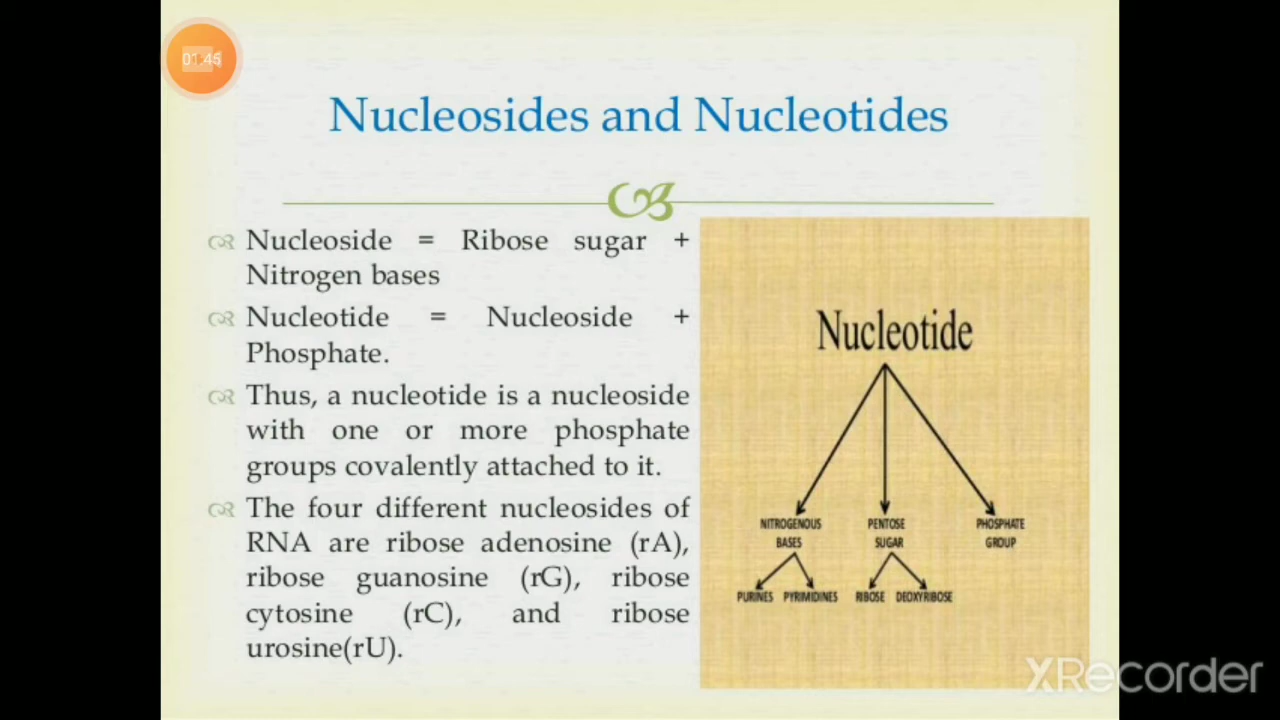 01:45
Nucleosides and Nucleotides
Nucleoside = Ribose sugar +
Nitrogen bases
Nucleotide = Nucleoside +
Phosphate.
Thus, a nucleotide is a nucleoside
with one or more phosphate
groups covalently attached to it.
The four different nucleosides of
RNA are ribose adenosine (rA),
ribose guanosine (rG), ribose
cytosine (rC), and ribose
urosine(rU).
Nucleotide
NITROGENOUS
BASES
PENTOSE
SUGAR
PHOSPHATE
GROUP
PURINES PYRIMIDINES RIBOSE DEOXYRIBOSE
XRecorder